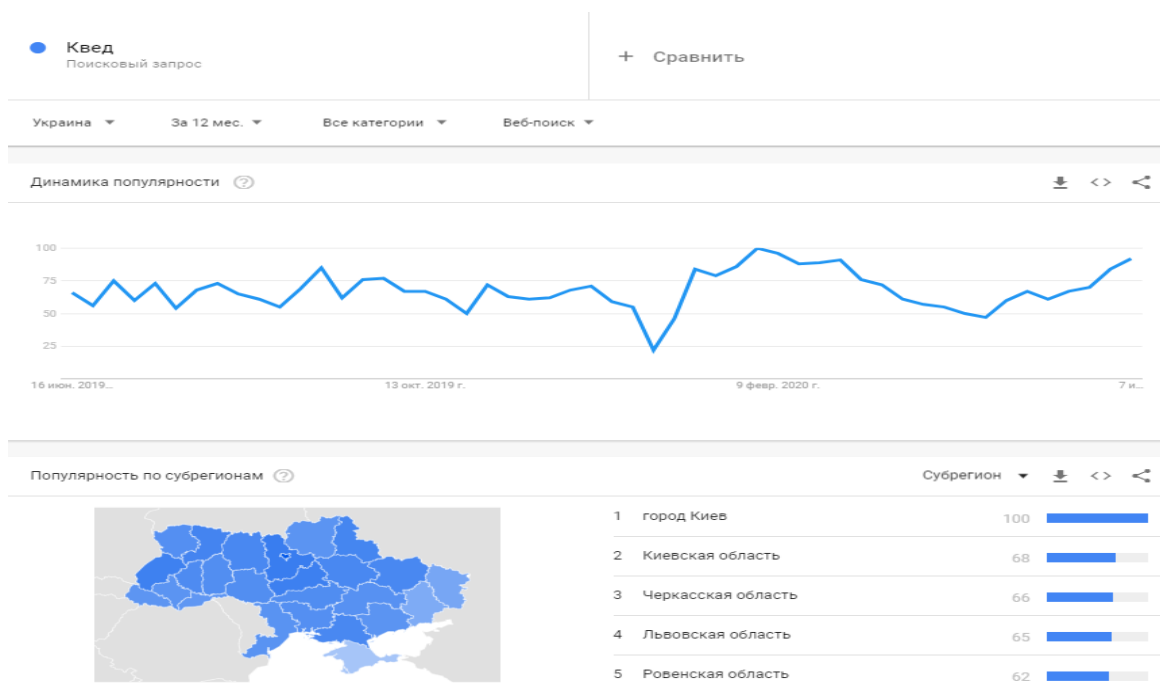 Квед
Поисковый запрос
+ Сравнить
Украина За 12 мес. Все категории Веб-поиск
Динамика популярности ?
100
75
50
25
16 июн. 2019... 13 окт. 2019 г. 9 февр. 2020 г. 7 и...
Популярность по субрегионам ? Субрегион
1 город Киев 100
2 Киевская область 68
3 Черкасская область 66
4 Львовская область 65
5 Ровенская область 62